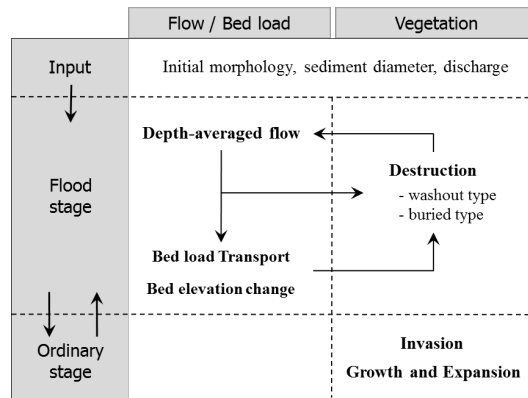 Flow / Bed load
Vegetation
Input
Initial morphology, sediment diameter, discharge
Flood
stage
Depth-averaged flow
Destruction
- washout type
- buried type
Bed load Transport
Bed elevation change
Ordinary
stage
Invasion
Growth and Expansion